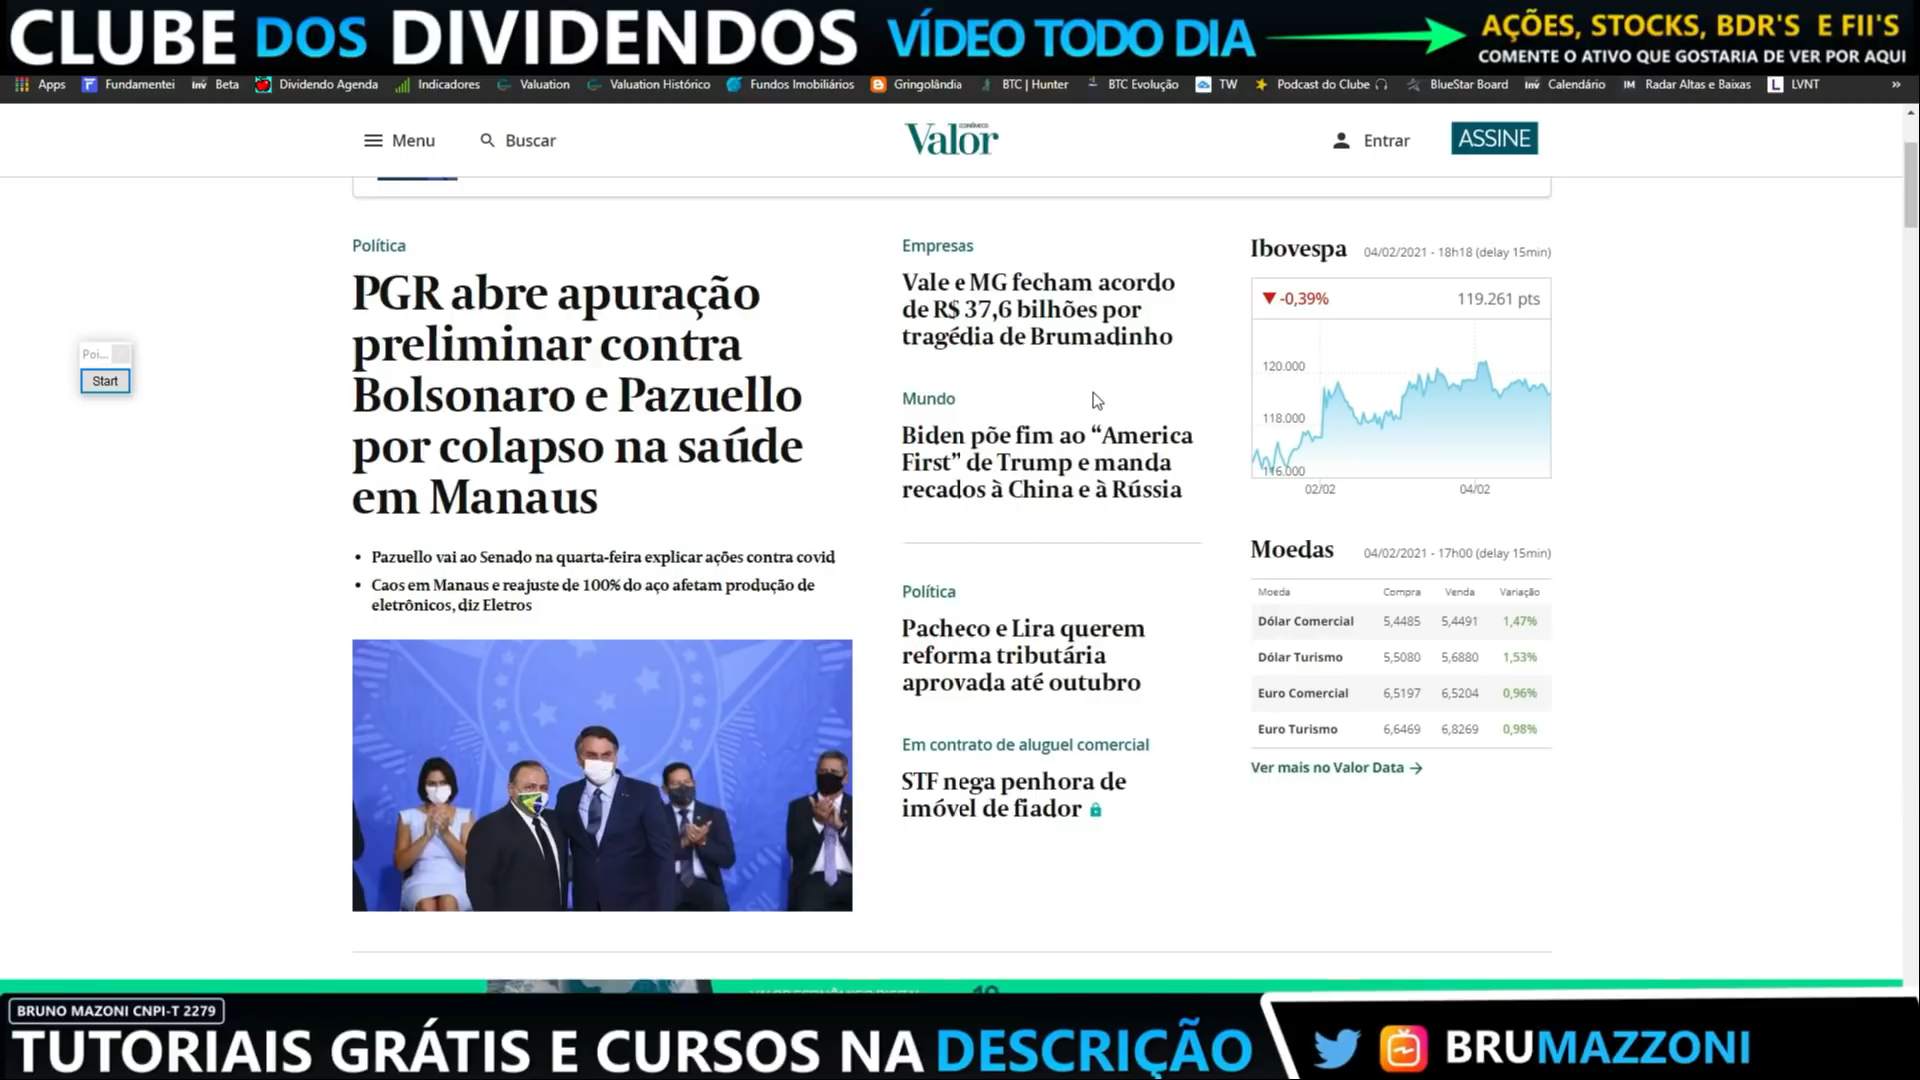 CLUBE DOS DIVIDENDOS
VÍDEO TODO DIA
AÇÕES, STOCKS, BDR'S E FII'S
COMENTE O ATIVO QUE GOSTARIA DE VER POR AQUI
Apps Fundamentei Beta Dividendo Agenda Indicadores Valuation Valuation Histórico Fundos Imobiliários Gringolândia BTC | Hunter BTC Evolução TW Podcast do Clube BlueStar Board Calendário Radar Altas e Baixas LVNT »
Menu
Buscar
Valor
ECONÔMICO
Entrar
ASSINE
Política
PGR abre apuração
preliminar contra
Bolsonaro e Pazuello
por colapso na saúde
em Manaus
• Pazuello vai ao Senado na quarta-feira explicar ações contra covid
• Caos em Manaus e reajuste de 100% do aço afetam produção de
eletrônicos, diz Eletros
Poi...
Start
Empresas
Vale e MG fecham acordo
de R$ 37,6 bilhões por
tragédia de Brumadinho
Mundo
Biden põe fim ao “America
First” de Trump e manda
recados à China e à Rússia
Política
Pacheco e Lira querem
reforma tributária
aprovada até outubro
Em contrato de aluguel comercial
STF nega penhora de
imóvel de fiador
Ibovespa 04/02/2021 - 18h18 (delay 15min)
-0,39% 119.261 pts
120.000
118.000
116.000
02/02 04/02
Moedas 04/02/2021 - 17h00 (delay 15min)
Moeda Compra Venda Variação
Dólar Comercial 5,4485 5,4491 1,47%
Dólar Turismo 5,5080 5,6880 1,53%
Euro Comercial 6,5197 6,5204 0,96%
Euro Turismo 6,6469 6,8269 0,98%
Ver mais no Valor Data →
BRUNO MAZONI CNPI-T 2279
TUTORIAIS GRÁTIS E CURSOS NA DESCRIÇÃO
BRUMAZZONI